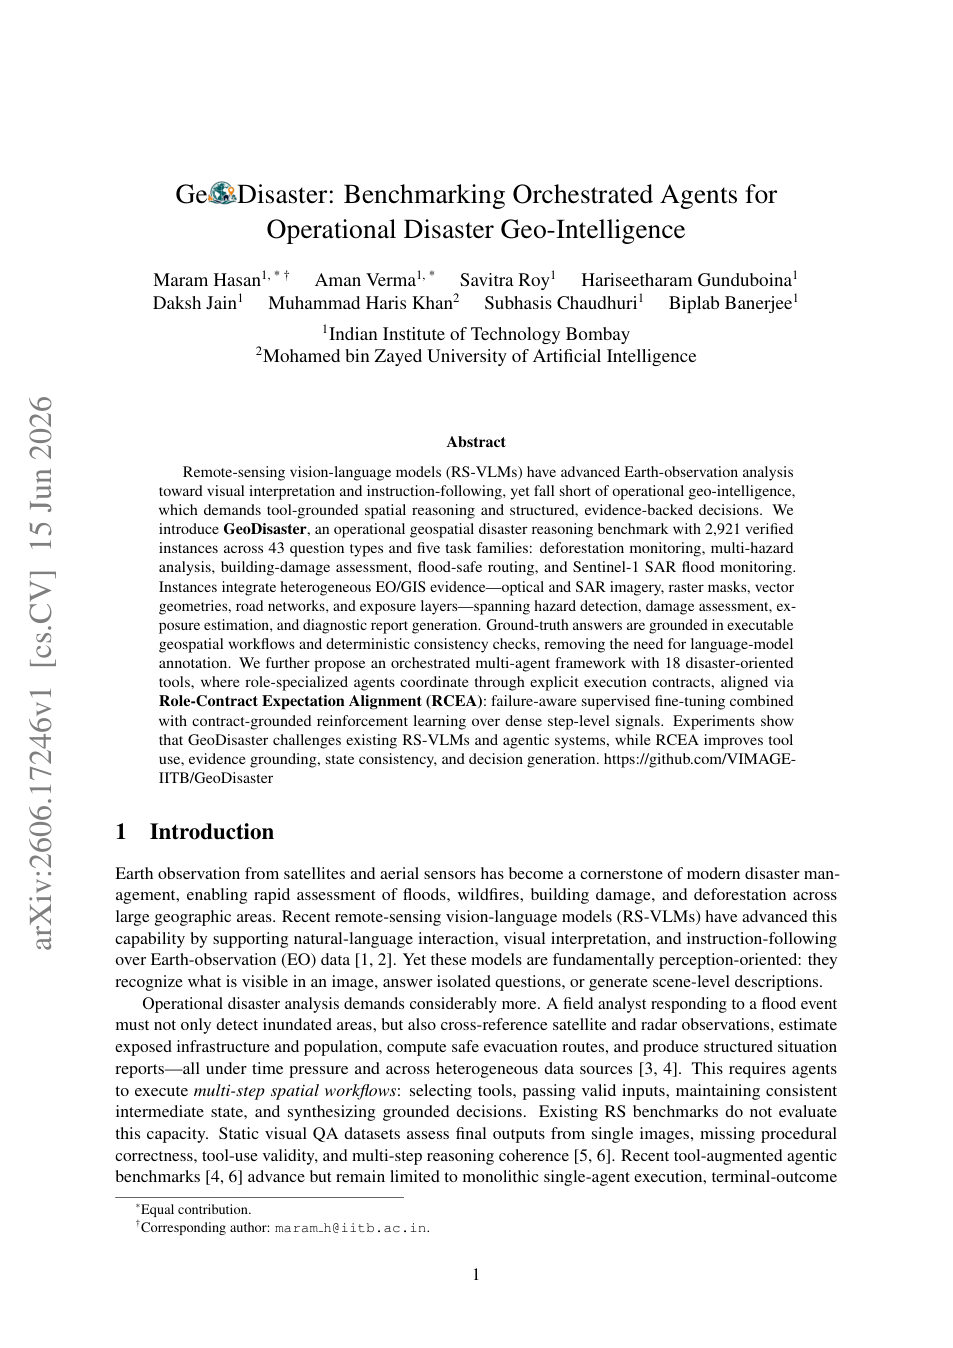 GeoDisaster: Benchmarking Orchestrated Agents for
Operational Disaster Geo-Intelligence
Maram Hasan1, * † Aman Verma1, * Savitra Roy1 Hariseetharam Gunduboina1
Daksh Jain1 Muhammad Haris Khan2 Subhasis Chaudhuri1 Biplab Banerjee1
1Indian Institute of Technology Bombay
2Mohamed bin Zayed University of Artificial Intelligence
arXiv:2606.17246v1 [cs.CV] 15 Jun 2026
Abstract
Remote-sensing vision-language models (RS-VLMs) have advanced Earth-observation analysis
toward visual interpretation and instruction-following, yet fall short of operational geo-intelligence,
which demands tool-grounded spatial reasoning and structured, evidence-backed decisions. We
introduce GeoDisaster, an operational geospatial disaster reasoning benchmark with 2,921 verified
instances across 43 question types and five task families: deforestation monitoring, multi-hazard
analysis, building-damage assessment, flood-safe routing, and Sentinel-1 SAR flood monitoring.
Instances integrate heterogeneous EO/GIS evidence—optical and SAR imagery, raster masks, vector
geometries, road networks, and exposure layers—spanning hazard detection, damage assessment, ex-
posure estimation, and diagnostic report generation. Ground-truth answers are grounded in executable
geospatial workflows and deterministic consistency checks, removing the need for language-model
annotation. We further propose an orchestrated multi-agent framework with 18 disaster-oriented
tools, where role-specialized agents coordinate through explicit execution contracts, aligned via
Role-Contract Expectation Alignment (RCEA): failure-aware supervised fine-tuning combined
with contract-grounded reinforcement learning over dense step-level signals. Experiments show
that GeoDisaster challenges existing RS-VLMs and agentic systems, while RCEA improves tool
use, evidence grounding, state consistency, and decision generation. https://github.com/VIMAGE-
IITB/GeoDisaster
1 Introduction
Earth observation from satellites and aerial sensors has become a cornerstone of modern disaster man-
agement, enabling rapid assessment of floods, wildfires, building damage, and deforestation across
large geographic areas. Recent remote-sensing vision-language models (RS-VLMs) have advanced this
capability by supporting natural-language interaction, visual interpretation, and instruction-following
over Earth-observation (EO) data [1, 2]. Yet these models are fundamentally perception-oriented: they
recognize what is visible in an image, answer isolated questions, or generate scene-level descriptions.
Operational disaster analysis demands considerably more. A field analyst responding to a flood event
must not only detect inundated areas, but also cross-reference satellite and radar observations, estimate
exposed infrastructure and population, compute safe evacuation routes, and produce structured situation
reports—all under time pressure and across heterogeneous data sources [3, 4]. This requires agents
to execute multi-step spatial workflows: selecting tools, passing valid inputs, maintaining consistent
intermediate state, and synthesizing grounded decisions. Existing RS benchmarks do not evaluate
this capacity. Static visual QA datasets assess final outputs from single images, missing procedural
correctness, tool-use validity, and multi-step reasoning coherence [5, 6]. Recent tool-augmented agentic
benchmarks [4, 6] advance but remain limited to monolithic single-agent execution, terminal-outcome
*Equal contribution.
†Corresponding author: maram_h@iitb.ac.in.
1